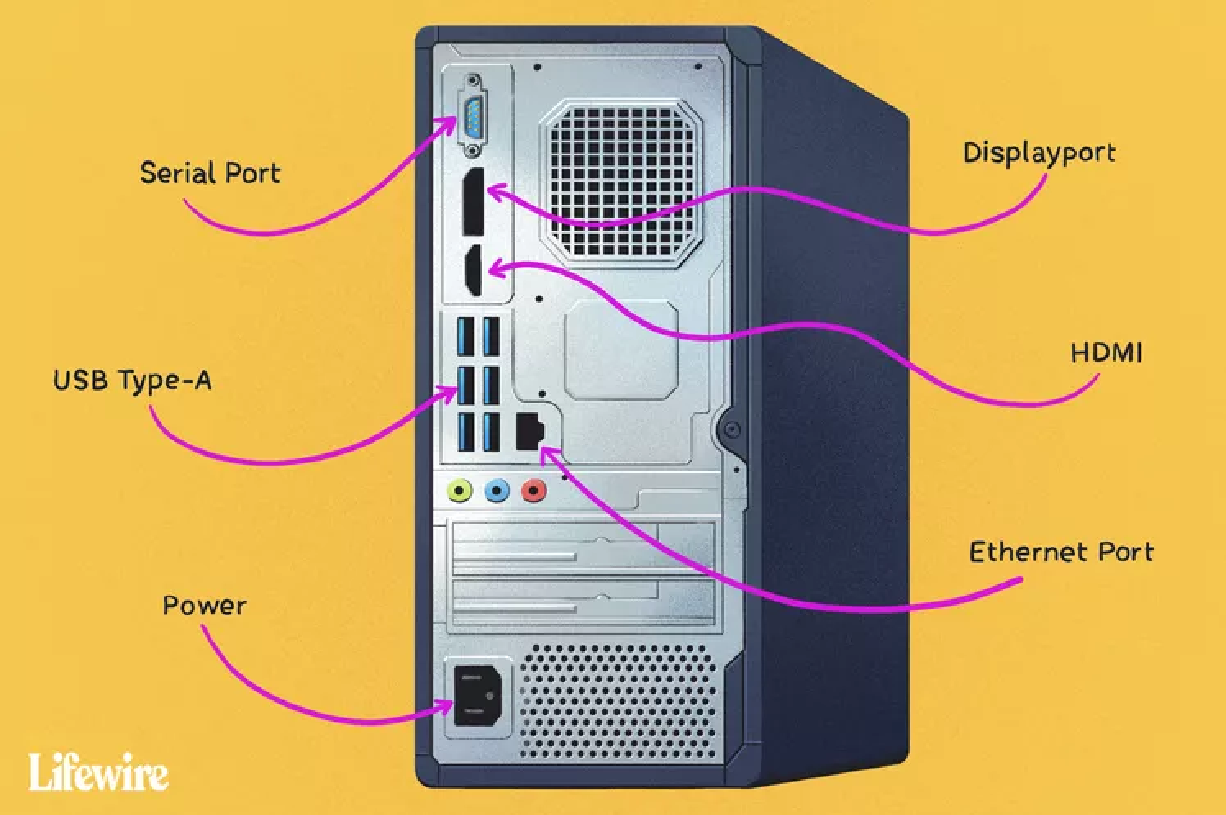 Serial Port
Displayport
HDMI
USB Type-A
Ethernet Port
Power
Lifewire